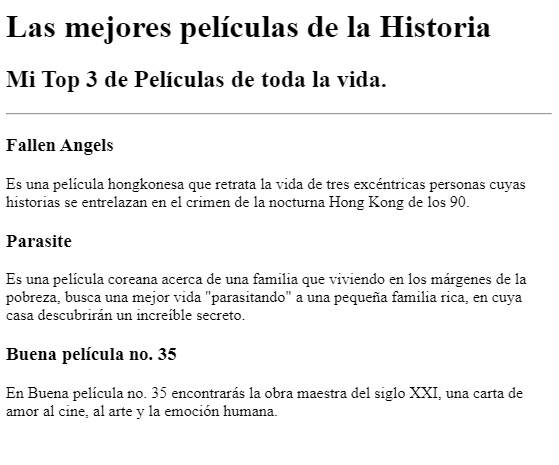 Las mejores películas de la Historia
Mi Top 3 de Películas de toda la vida.
Fallen Angels
Es una película hongkonesa que retrata la vida de tres excéntricas personas cuyas
historias se entrelazan en el crimen de la nocturna Hong Kong de los 90.
Parasite
Es una película coreana acerca de una familia que viviendo en los márgenes de la
pobreza, busca una mejor vida "parasitando" a una pequeña familia rica, en cuya
casa descubrirán un increíble secreto.
Buena película no. 35
En Buena película no. 35 encontrarás la obra maestra del siglo XXI, una carta de
amor al cine, al arte y la emoción humana.